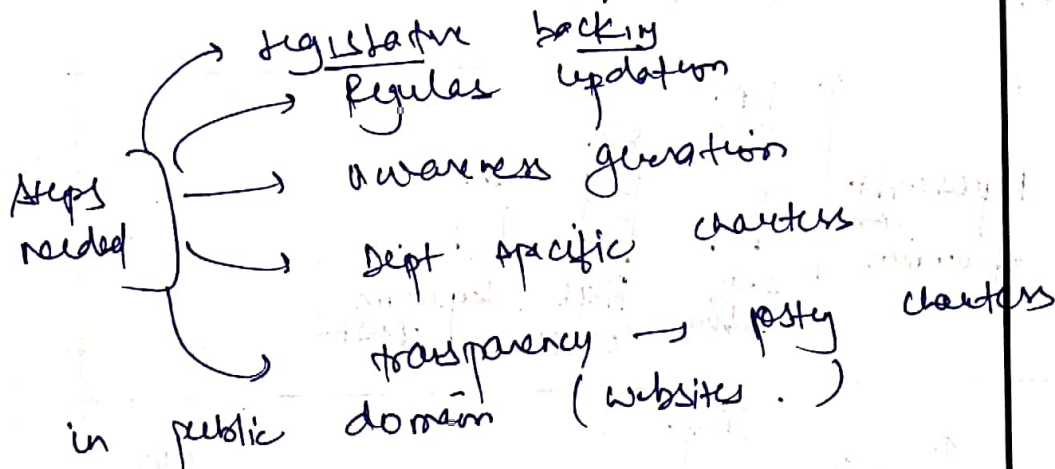 Legislative backing
Regular updation
awareness generation
Steps
needed
Dept specific charters
transparency → posting charters
in public domain (websites.)